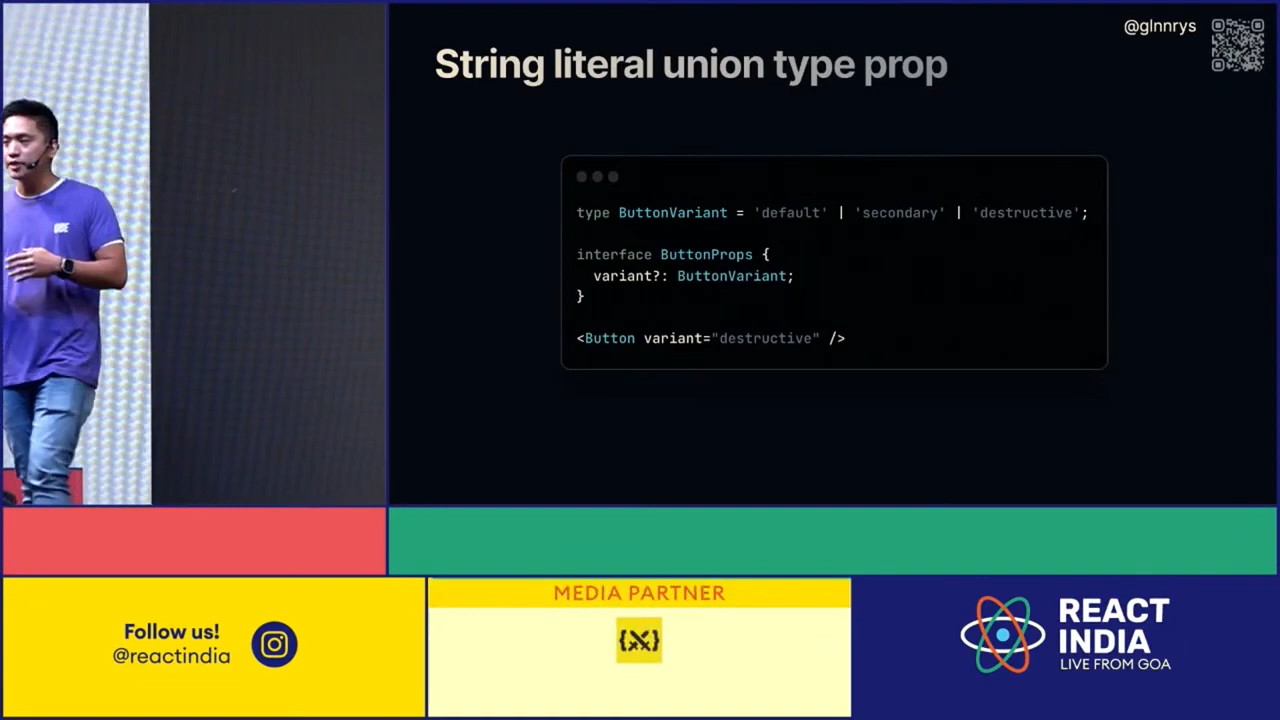 @glnnrys
String literal union type prop
type ButtonVariant = 'default' | 'secondary' | 'destructive';
interface ButtonProps {
  variant?: ButtonVariant;
}
<Button variant="destructive" />
Follow us!
@reactindia
MEDIA PARTNER
{X}
REACT
INDIA
LIVE FROM GOA